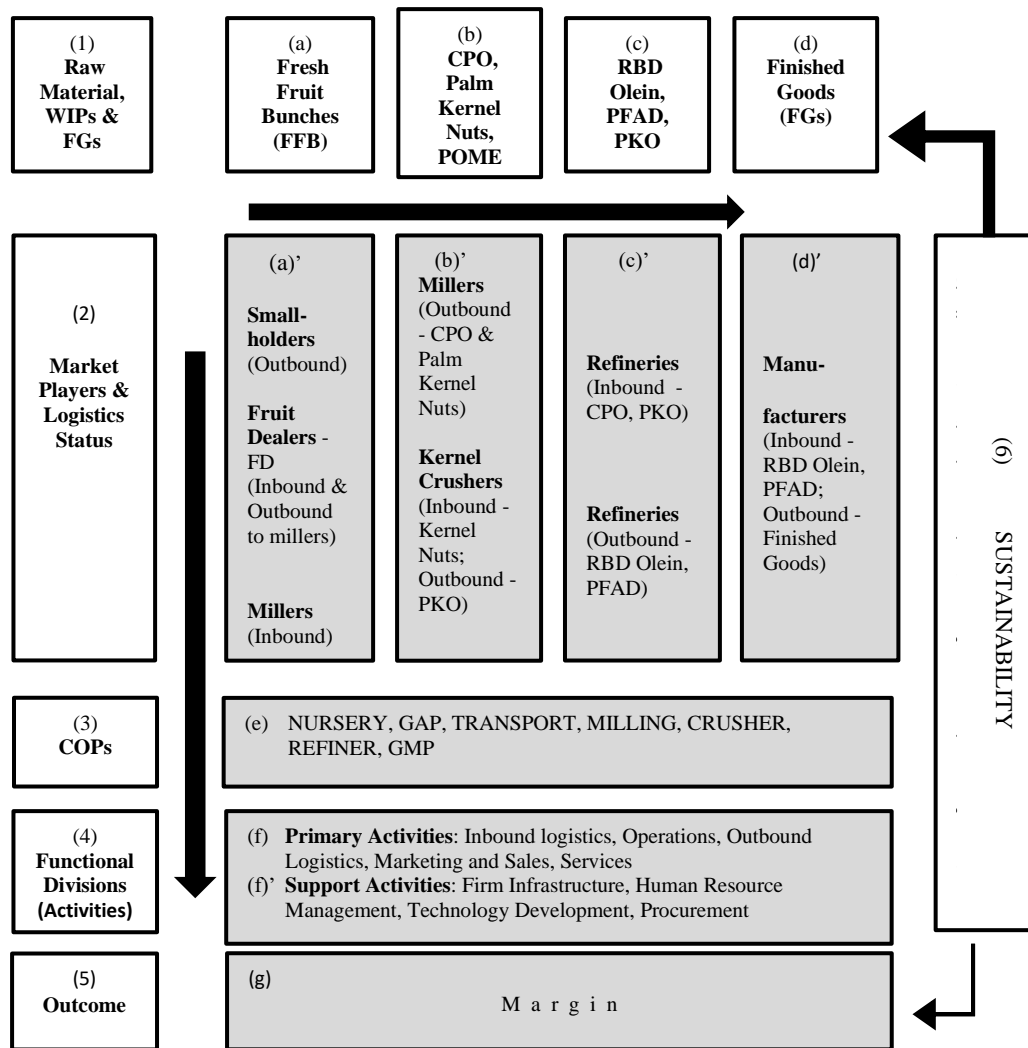 (1)
Raw
Material,
WIPs &
FGs
(a)
Fresh
Fruit
Bunches
(FFB)
(b)
CPO,
Palm
Kernel
Nuts,
POME
(c)
RBD
Olein,
PFAD,
PKO
(d)
Finished
Goods
(FGs)
(2)
Market
Players &
Logistics
Status
(a)’
Small-
holders
(Outbound)
Fruit
Dealers -
FD
(Inbound &
Outbound
to millers)
Millers
(Inbound)
(b)’
Millers
(Outbound
- CPO &
Palm
Kernel
Nuts)
Kernel
Crushers
(Inbound -
Kernel
Nuts;
Outbound -
PKO)
(c)’
Refineries
(Inbound -
CPO, PKO)
Refineries
(Outbound -
RBD Olein,
PFAD)
(d)’
Manu-
facturers
(Inbound -
RBD Olein,
PFAD;
Outbound -
Finished
Goods)
(6)
SUSTAINABILITY
(3)
COPs
(e) NURSERY, GAP, TRANSPORT, MILLING, CRUSHER,
REFINER, GMP
(4)
Functional
Divisions
(Activities)
(f) Primary Activities: Inbound logistics, Operations, Outbound
Logistics, Marketing and Sales, Services
(f)’ Support Activities: Firm Infrastructure, Human Resource
Management, Technology Development, Procurement
(5)
Outcome
(g)
Margin